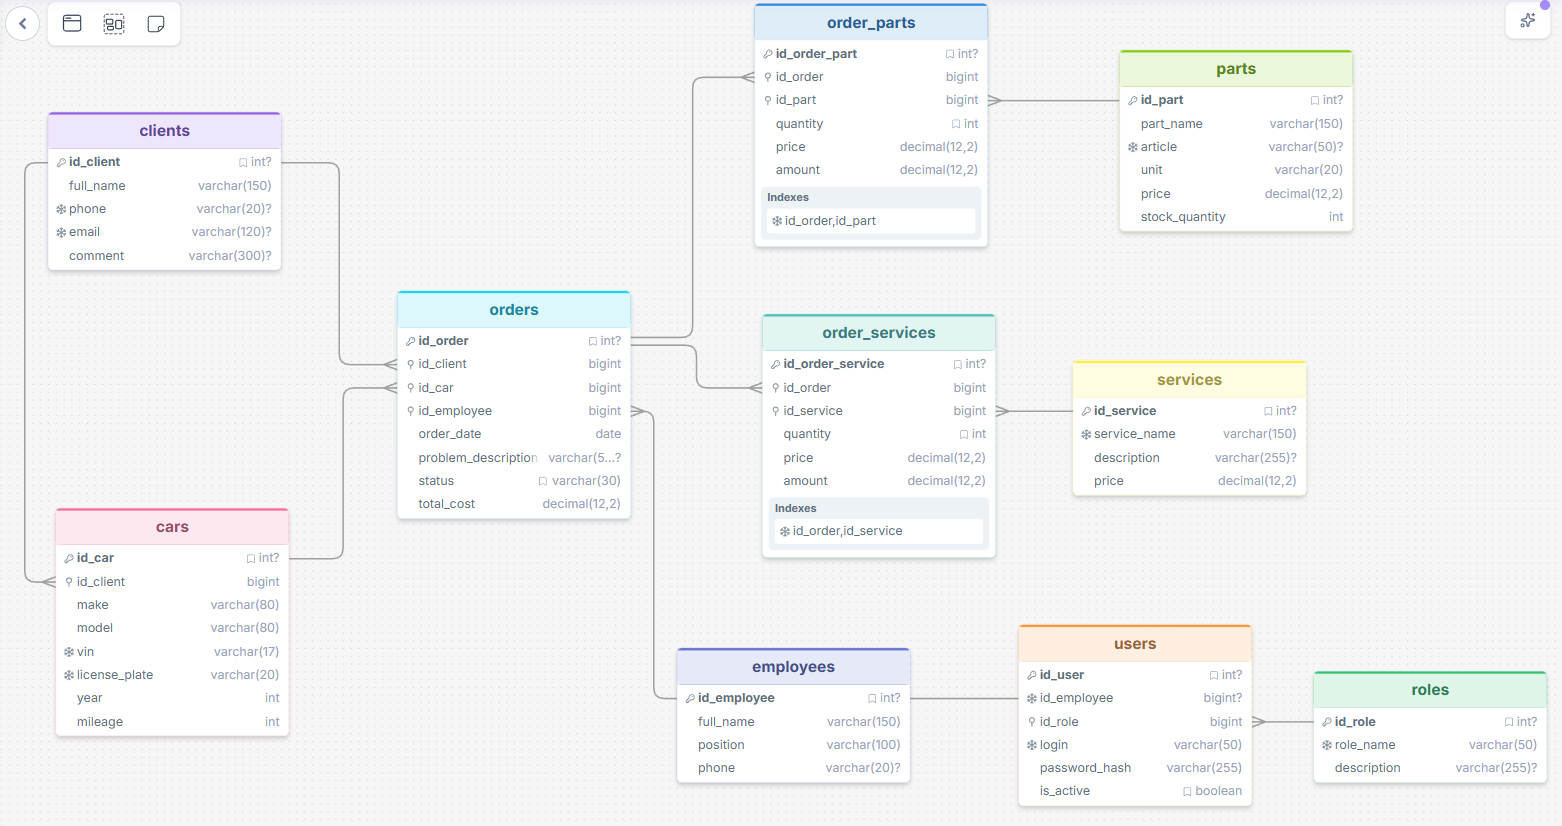 order_parts
id_order_part int?
id_order bigint
id_part bigint
quantity int
price decimal(12,2)
amount decimal(12,2)
Indexes
id_order,id_part
parts
id_part int?
part_name varchar(150)
article varchar(50)?
unit varchar(20)
price decimal(12,2)
stock_quantity int
clients
id_client int?
full_name varchar(150)
phone varchar(20)?
email varchar(120)?
comment varchar(300)?
orders
id_order int?
id_client bigint
id_car bigint
id_employee bigint
order_date date
problem_description varchar(5...?
status varchar(30)
total_cost decimal(12,2)
order_services
id_order_service int?
id_order bigint
id_service bigint
quantity int
price decimal(12,2)
amount decimal(12,2)
Indexes
id_order,id_service
services
id_service int?
service_name varchar(150)
description varchar(255)?
price decimal(12,2)
cars
id_car int?
id_client bigint
make varchar(80)
model varchar(80)
vin varchar(17)
license_plate varchar(20)
year int
mileage int
employees
id_employee int?
full_name varchar(150)
position varchar(100)
phone varchar(20)?
users
id_user int?
id_employee bigint?
id_role bigint
login varchar(50)
password_hash varchar(255)
is_active boolean
roles
id_role int?
role_name varchar(50)
description varchar(255)?